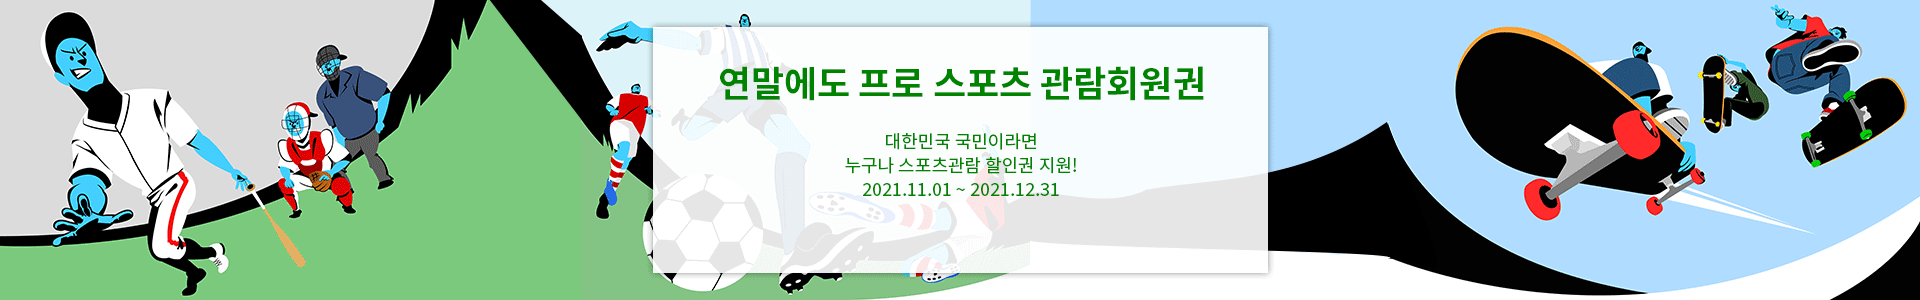 연말에도 프로 스포츠 관람회원권
대한민국 국민이라면
누구나 스포츠관람 할인권 지원!
2021.11.01 ~ 2021.12.31